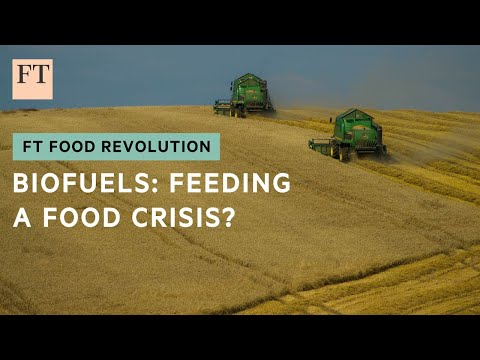 FT
FT FOOD REVOLUTION
BIOFUELS: FEEDING
A FOOD CRISIS?